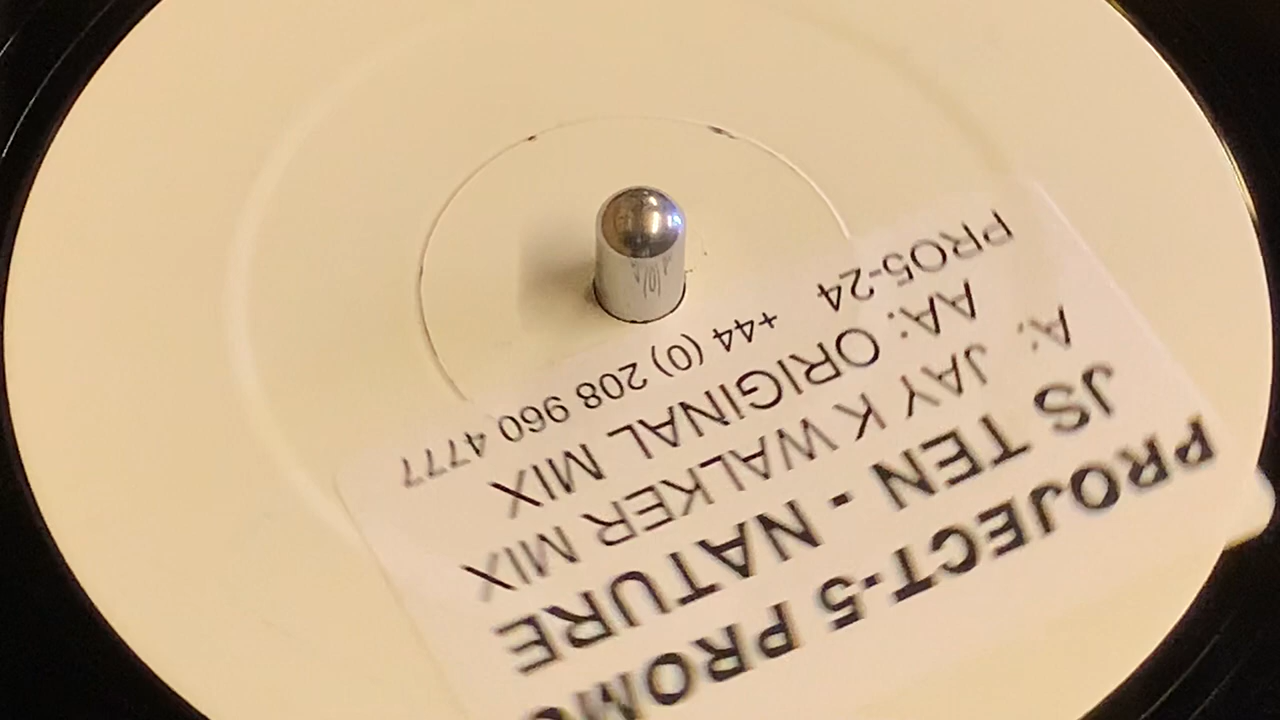 PROJECT-5 PROMO
JS TEN - NATURE
A: JAY K WALKER MIX
AA: ORIGINAL MIX
PRO5-24 +44 (0) 208 960 4777